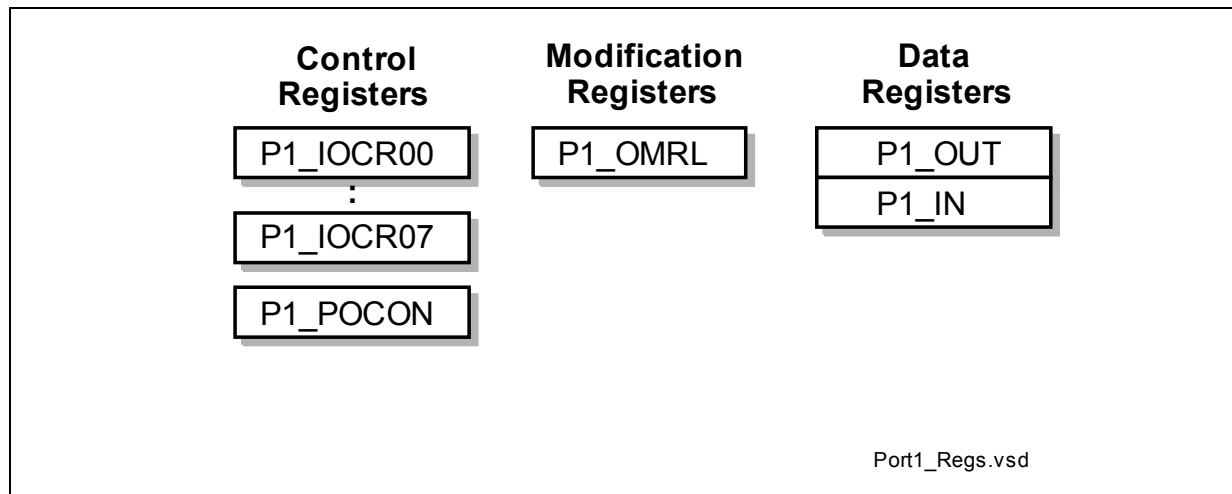 Control
Registers
P1_IOCR00
:
P1_IOCR07
P1_POCON
Modification
Registers
P1_OMRL
Data
Registers
P1_OUT
P1_IN
Port1_Regs.vsd